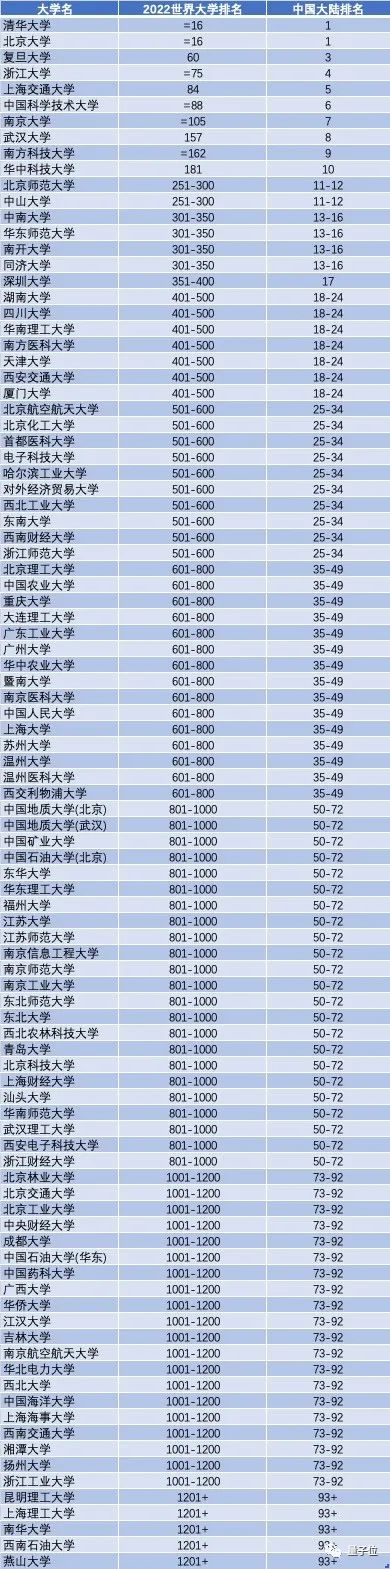 大学名 2022世界大学排名 中国大陆排名
清华大学 =16 1
北京大学 =16 1
复旦大学 60 3
浙江大学 =75 4
上海交通大学 84 5
中国科学技术大学 =88 6
南京大学 =105 7
武汉大学 157 8
南方科技大学 =162 9
华中科技大学 181 10
北京师范大学 251-300 11-12
中山大学 251-300 11-12
中南大学 301-350 13-16
华东师范大学 301-350 13-16
南开大学 301-350 13-16
同济大学 301-350 13-16
深圳大学 351-400 17
湖南大学 401-500 18-24
四川大学 401-500 18-24
华南理工大学 401-500 18-24
南方医科大学 401-500 18-24
天津大学 401-500 18-24
西安交通大学 401-500 18-24
厦门大学 401-500 18-24
北京航空航天大学 501-600 25-34
北京化工大学 501-600 25-34
首都医科大学 501-600 25-34
电子科技大学 501-600 25-34
哈尔滨工业大学 501-600 25-34
对外经济贸易大学 501-600 25-34
西北工业大学 501-600 25-34
东南大学 501-600 25-34
西南财经大学 501-600 25-34
浙江师范大学 501-600 25-34
北京理工大学 601-800 35-49
中国农业大学 601-800 35-49
重庆大学 601-800 35-49
大连理工大学 601-800 35-49
广东工业大学 601-800 35-49
广州大学 601-800 35-49
华中农业大学 601-800 35-49
暨南大学 601-800 35-49
南京医科大学 601-800 35-49
中国人民大学 601-800 35-49
上海大学 601-800 35-49
苏州大学 601-800 35-49
温州大学 601-800 35-49
温州医科大学 601-800 35-49
西交利物浦大学 601-800 35-49
中国地质大学(北京) 801-1000 50-72
中国地质大学(武汉) 801-1000 50-72
中国矿业大学 801-1000 50-72
中国石油大学(北京) 801-1000 50-72
东华大学 801-1000 50-72
华东理工大学 801-1000 50-72
福州大学 801-1000 50-72
江苏大学 801-1000 50-72
江苏师范大学 801-1000 50-72
南京信息工程大学 801-1000 50-72
南京师范大学 801-1000 50-72
南京工业大学 801-1000 50-72
东北师范大学 801-1000 50-72
东北大学 801-1000 50-72
西北农林科技大学 801-1000 50-72
青岛大学 801-1000 50-72
北京科技大学 801-1000 50-72
上海财经大学 801-1000 50-72
汕头大学 801-1000 50-72
华南师范大学 801-1000 50-72
武汉理工大学 801-1000 50-72
西安电子科技大学 801-1000 50-72
浙江财经大学 801-1000 50-72
北京林业大学 1001-1200 73-92
北京交通大学 1001-1200 73-92
北京工业大学 1001-1200 73-92
中央财经大学 1001-1200 73-92
成都大学 1001-1200 73-92
中国石油大学(华东) 1001-1200 73-92
中国药科大学 1001-1200 73-92
广西大学 1001-1200 73-92
华侨大学 1001-1200 73-92
江汉大学 1001-1200 73-92
吉林大学 1001-1200 73-92
南京航空航天大学 1001-1200 73-92
华北电力大学 1001-1200 73-92
西北大学 1001-1200 73-92
中国海洋大学 1001-1200 73-92
上海海事大学 1001-1200 73-92
西南交通大学 1001-1200 73-92
湘潭大学 1001-1200 73-92
扬州大学 1001-1200 73-92
浙江工业大学 1001-1200 73-92
昆明理工大学 1201+ 93+
上海理工大学 1201+ 93+
南华大学 1201+ 93+
西南石油大学 1201+ 93+
量子位
燕山大学 1201+ 93+